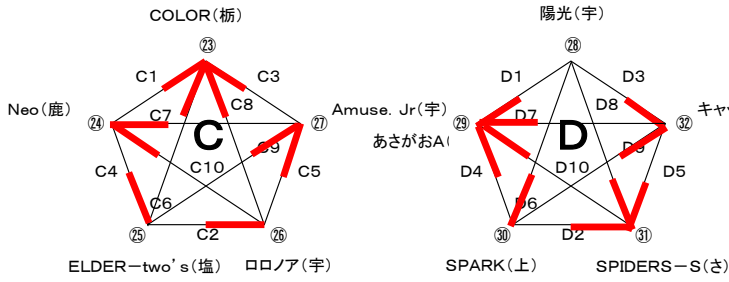 COLOR(栃)
陽光(宇)
㉓
㉘
C1
C3
D1
D3
Neo(鹿)
C7
C8
Amuse. Jr(宇)
D7
D8
キャ
㉔
C
㉗
㉙
D
㉜
あさがおA(
C9
D9
C4
C10
C5
D4
D10
D5
C6
D6
㉕
C2
㉖
㉚
D2
㉛
ELDER－two's(塩)
ロロノア(宇)
SPARK(上)
SPIDERS－S(さ)